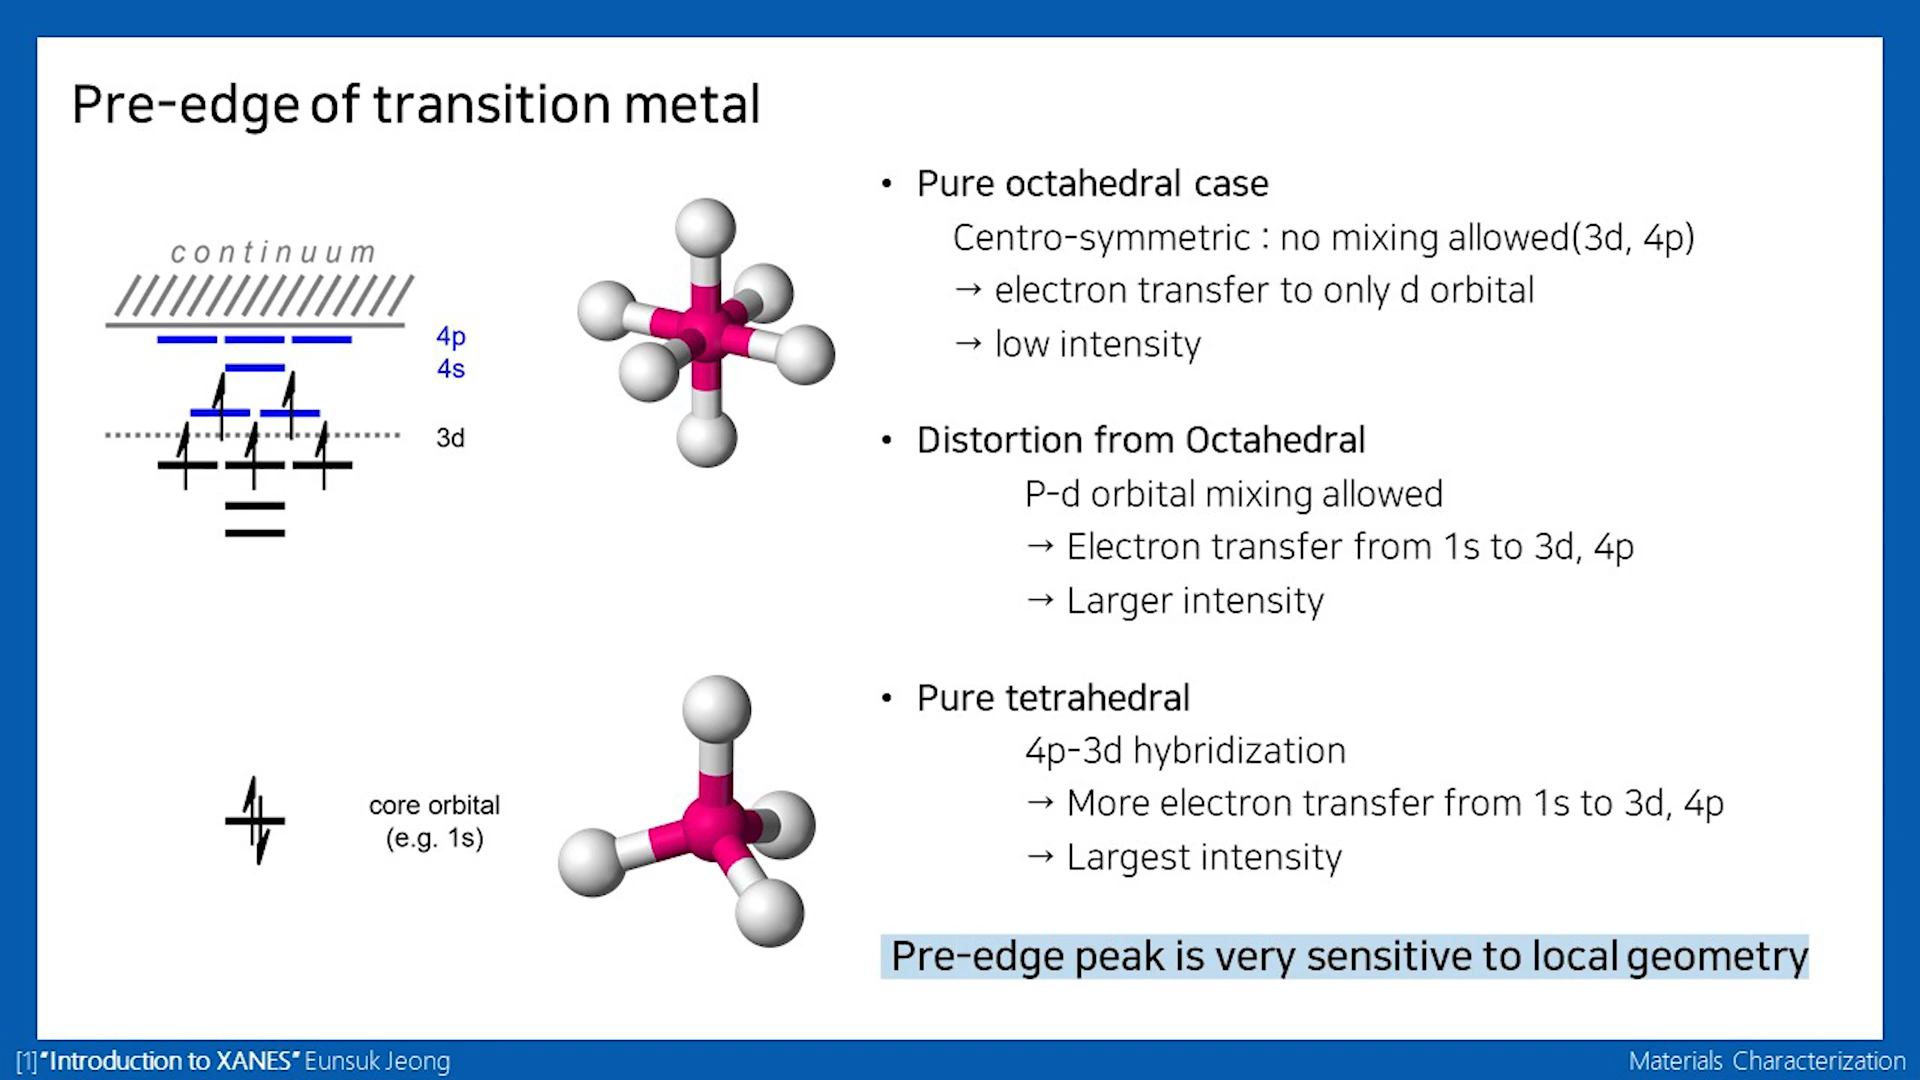 Pre-edge of transition metal
continuum
4p
4s
3d
core orbital
(e.g. 1s)
• Pure octahedral case
Centro-symmetric : no mixing allowed(3d, 4p)
→ electron transfer to only d orbital
→ low intensity
• Distortion from Octahedral
P-d orbital mixing allowed
→ Electron transfer from 1s to 3d, 4p
→ Larger intensity
• Pure tetrahedral
4p-3d hybridization
→ More electron transfer from 1s to 3d, 4p
→ Largest intensity
Pre-edge peak is very sensitive to local geometry
[1]"Introduction to XANES" Eunsuk Jeong
Materials Characterization